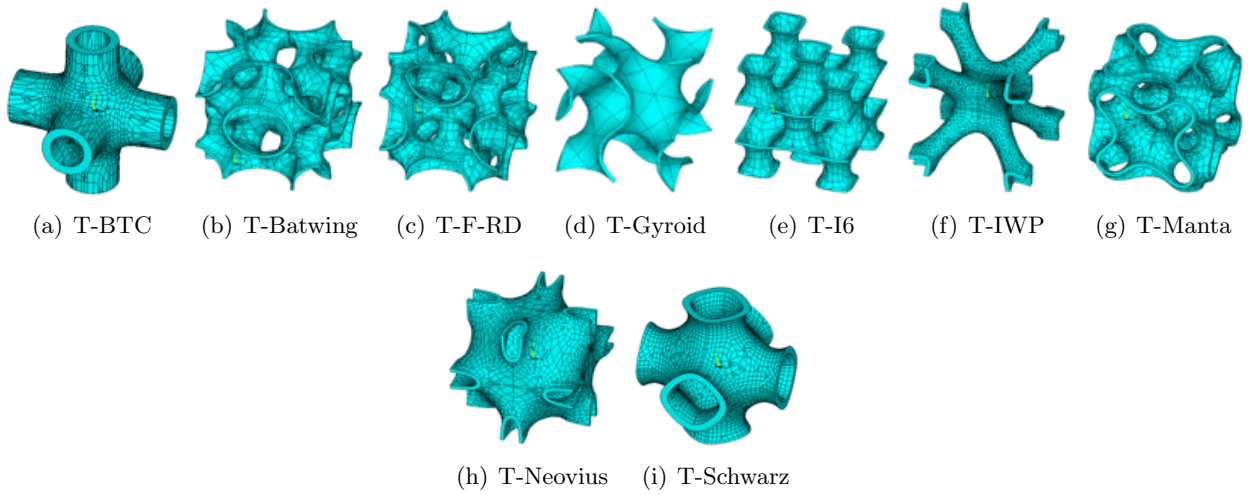 (a) T-BTC (b) T-Batwing (c) T-F-RD (d) T-Gyroid (e) T-I6 (f) T-IWP (g) T-Manta
(h) T-Neovius (i) T-Schwarz